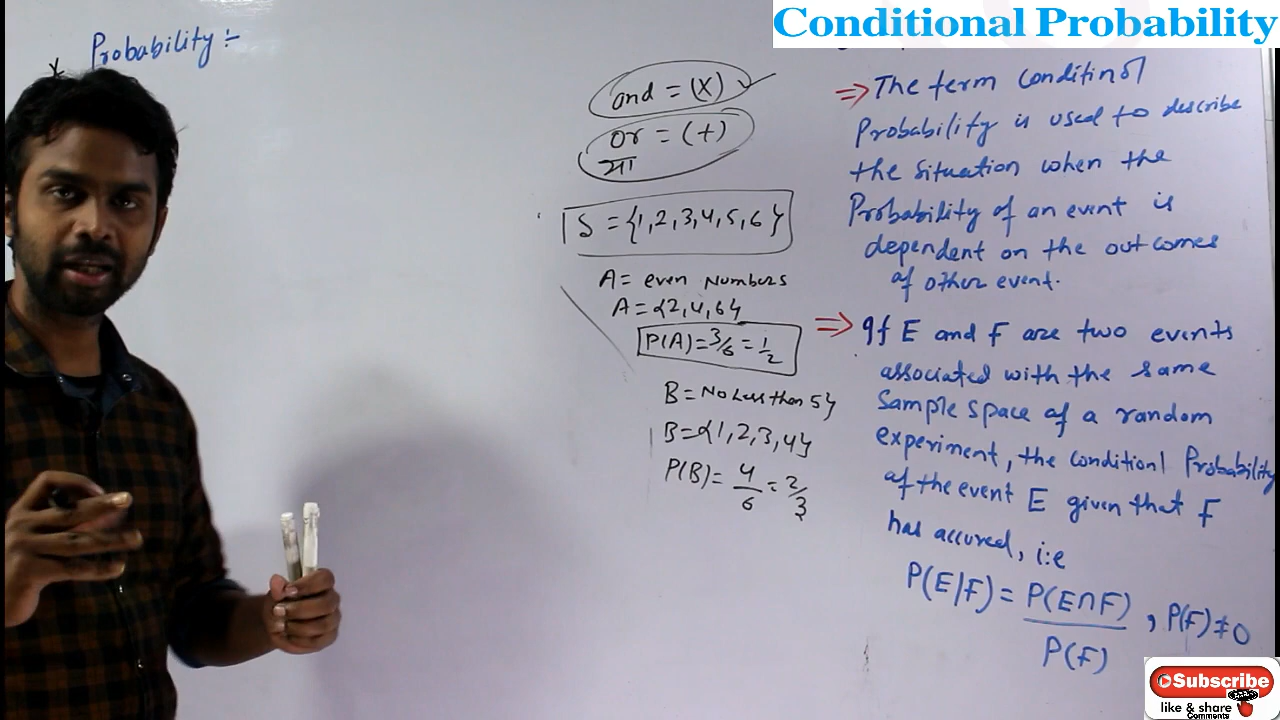 Conditional Probability
Probability :-
and = (x) ✓
or = (+)
या
S = {1,2,3,4,5,6}
A = even Numbers
A = {2,4,6}
P(A) = 3/6 = 1/2
B = No Less than 5}
B = {1,2,3,4}
P(B) = 4/6 = 2/3
⇒ The term
Probability is used to describe
the situation when the
Probability of an event is
dependent on the outcomes
of other event.
⇒ If E and F are two events
associated with the same
Sample space of a random
experiment, the conditionl Probability
of the event E given that F
has accured, i:e
P(E|F) = P(E∩F)/P(F), P(F) ≠ 0
Subscribe
like & share
Comments